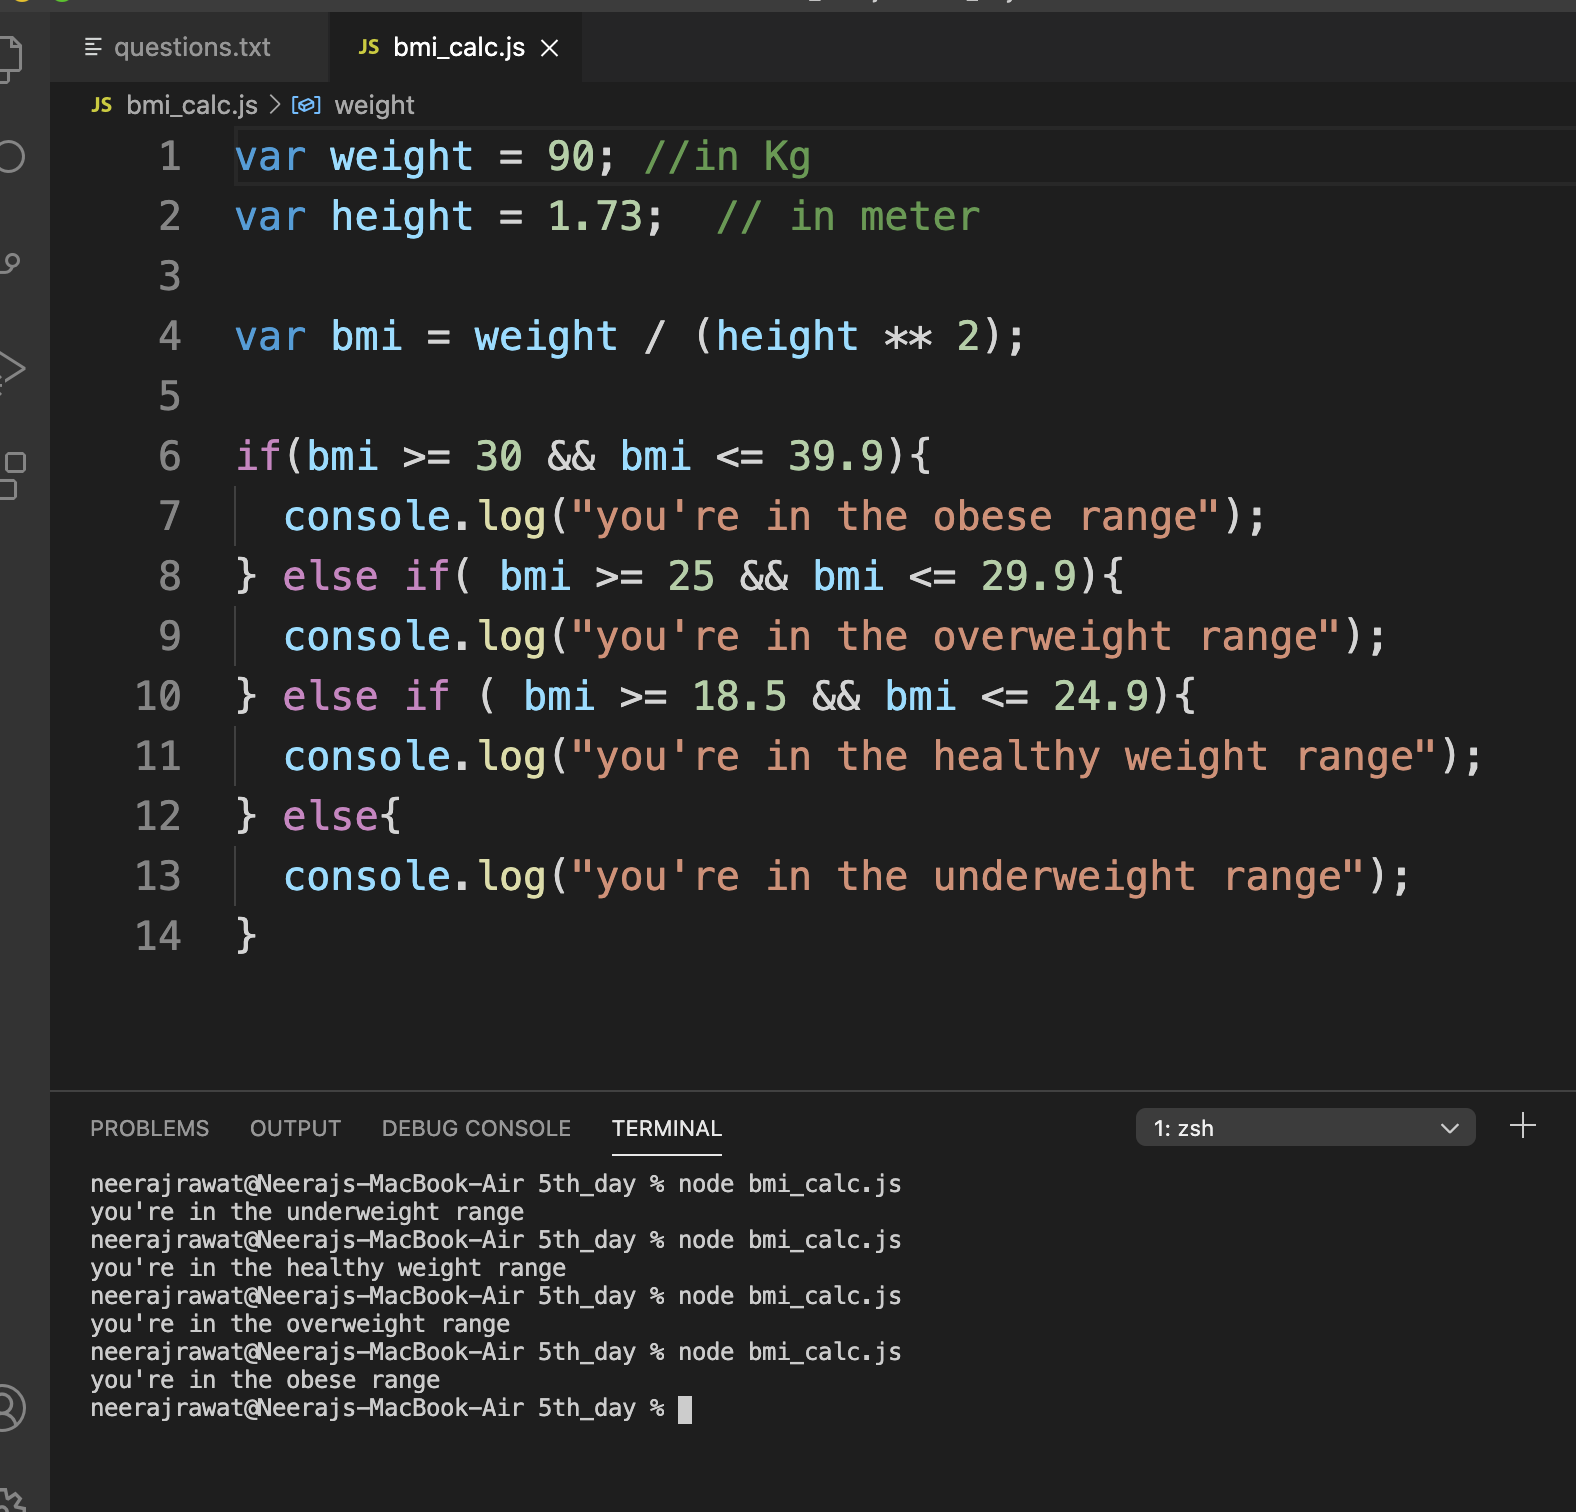 questions.txt
JS bmi_calc.js ×
JS bmi_calc.js > weight
1 var weight = 90; //in Kg
2 var height = 1.73;  // in meter
3
4 var bmi = weight / (height ** 2);
5
6 if(bmi >= 30 && bmi <= 39.9){
7   console.log("you're in the obese range");
8 } else if( bmi >= 25 && bmi <= 29.9){
9   console.log("you're in the overweight range");
10 } else if ( bmi >= 18.5 && bmi <= 24.9){
11   console.log("you're in the healthy weight range");
12 } else{
13   console.log("you're in the underweight range");
14 }
PROBLEMS OUTPUT DEBUG CONSOLE TERMINAL 1: zsh
neerajrawat@Neerajs-MacBook-Air 5th_day % node bmi_calc.js
you're in the underweight range
neerajrawat@Neerajs-MacBook-Air 5th_day % node bmi_calc.js
you're in the healthy weight range
neerajrawat@Neerajs-MacBook-Air 5th_day % node bmi_calc.js
you're in the overweight range
neerajrawat@Neerajs-MacBook-Air 5th_day % node bmi_calc.js
you're in the obese range
neerajrawat@Neerajs-MacBook-Air 5th_day %